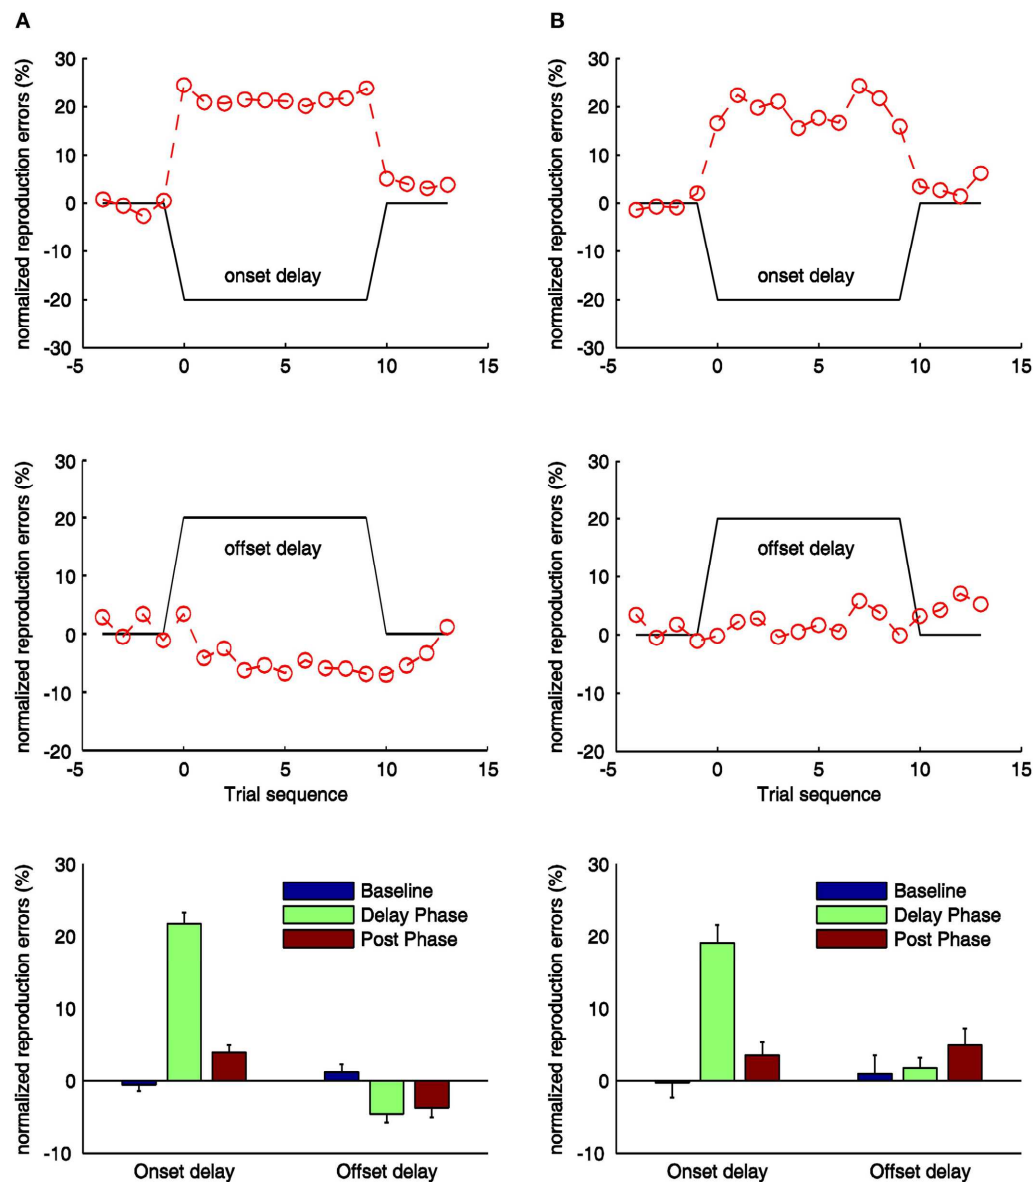 A
normalized reproduction errors (%)
30
20
10
0
-10
-20
-30
onset delay
-5
0
5
10
15
B
normalized reproduction errors (%)
30
20
10
0
-10
-20
-30
onset delay
-5
0
5
10
15
normalized reproduction errors (%)
30
20
10
0
-10
-20
offset delay
-5
0
5
10
15
Trial sequence
normalized reproduction errors (%)
30
20
10
0
-10
-20
offset delay
-5
0
5
10
15
Trial sequence
normalized reproduction errors (%)
30
20
10
0
-10
Baseline
Delay Phase
Post Phase
Onset delay
Offset delay
normalized reproduction errors (%)
30
20
10
0
-10
Baseline
Delay Phase
Post Phase
Onset delay
Offset delay